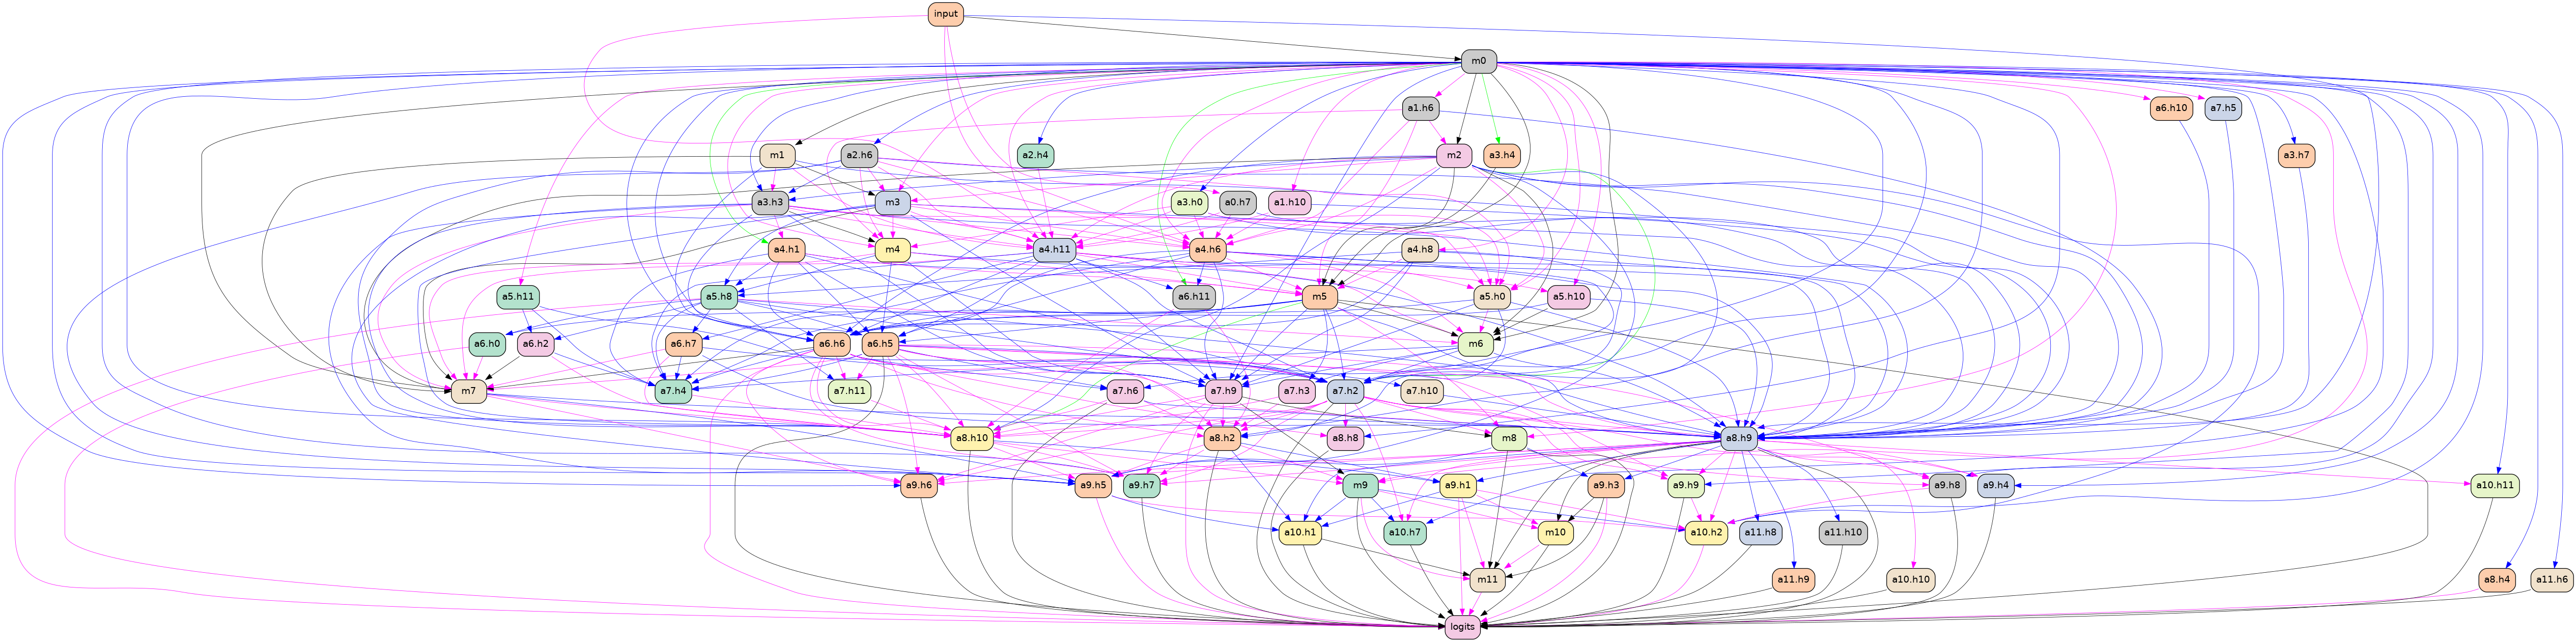 input
m0
a1.h6 a6.h10 a7.h5
m1 a2.h6 a2.h4 m2 a3.h4 a3.h7
a3.h3 m3 a3.h0 a0.h7 a1.h10
a4.h1 m4 a4.h11 a4.h6 a4.h8
a5.h11 a5.h8 a6.h11 m5 a5.h0 a5.h10
a6.h0 a6.h2 a6.h7 a6.h6 a6.h5 m6
m7 a7.h4 a7.h11 a7.h6 a7.h9 a7.h3 a7.h2 a7.h10
a8.h10 a8.h2 a8.h8 m8 a8.h9
a9.h6 a9.h5 a9.h7 m9 a9.h1 a9.h3 a9.h9 a9.h8 a9.h4 a10.h11
a10.h1 a10.h7 m10 a10.h2 a11.h8 a11.h10
m11 a11.h9 a10.h10 a8.h4 a11.h6
logits